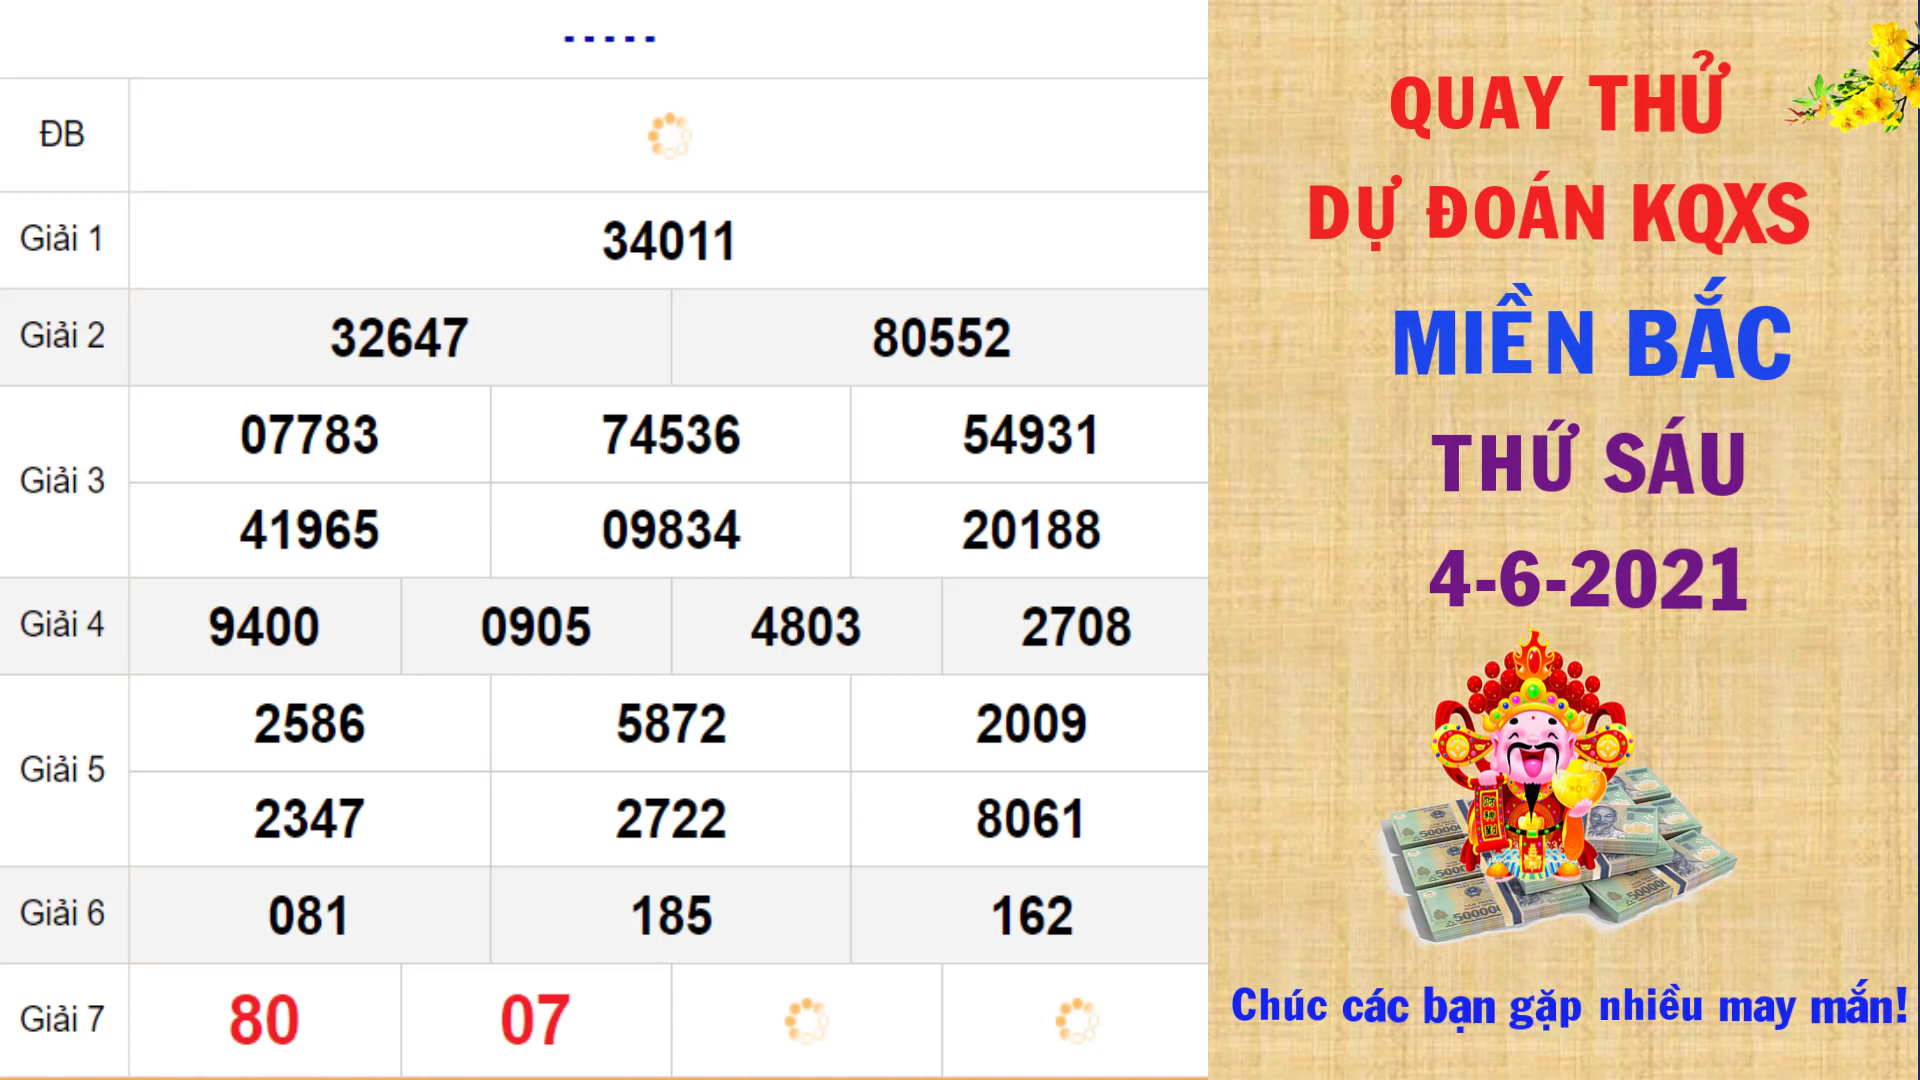 -----
ĐB
Giải 1
34011
Giải 2
32647 80552
Giải 3
07783 74536 54931
41965 09834 20188
Giải 4
9400 0905 4803 2708
Giải 5
2586 5872 2009
2347 2722 8061
Giải 6
081 185 162
Giải 7
80 07
QUAY THỬ
DỰ ĐOÁN KQXS
MIỀN BẮC
THỨ SÁU
4-6-2021
Chúc các bạn gặp nhiều may mắn!